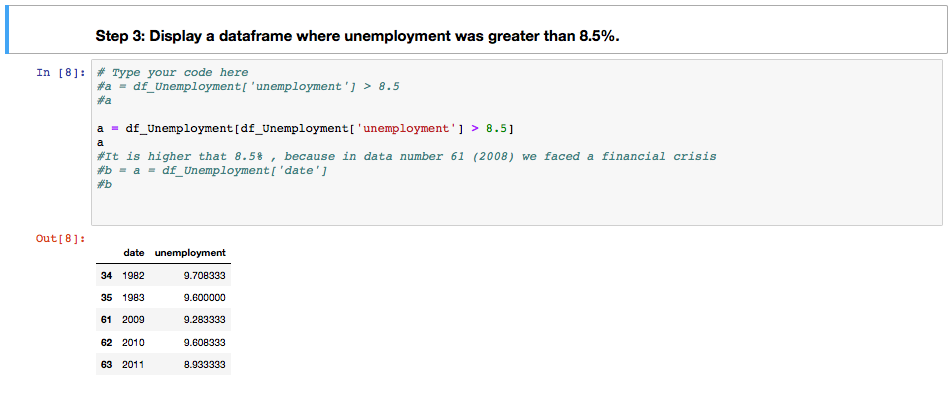 Step 3: Display a dataframe where unemployment was greater than 8.5%.
In [8]: # Type your code here
#a = df_Unemployment['unemployment'] > 8.5
#a
a = df_Unemployment[df_Unemployment['unemployment'] > 8.5]
a
#It is higher that 8.5% , because in data number 61 (2008) we faced a financial crisis
#b = a = df_Unemployment['date']
#b
Out[8]:
date unemployment
34 1982 9.708333
35 1983 9.600000
61 2009 9.283333
62 2010 9.608333
63 2011 8.933333